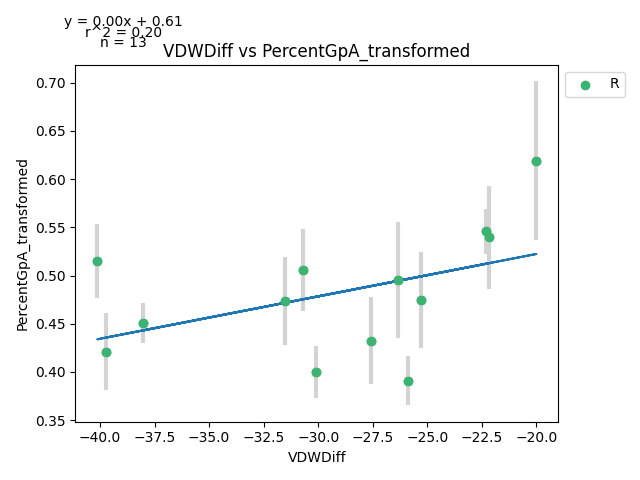 y = 0.00x + 0.61
r^2 = 0.20
n = 13
VDWDiff vs PercentGpA_transformed
R
PercentGpA_transformed
0.70
0.65
0.60
0.55
0.50
0.45
0.40
0.35
−40.0 −37.5 −35.0 −32.5 −30.0 −27.5 −25.0 −22.5 −20.0
VDWDiff